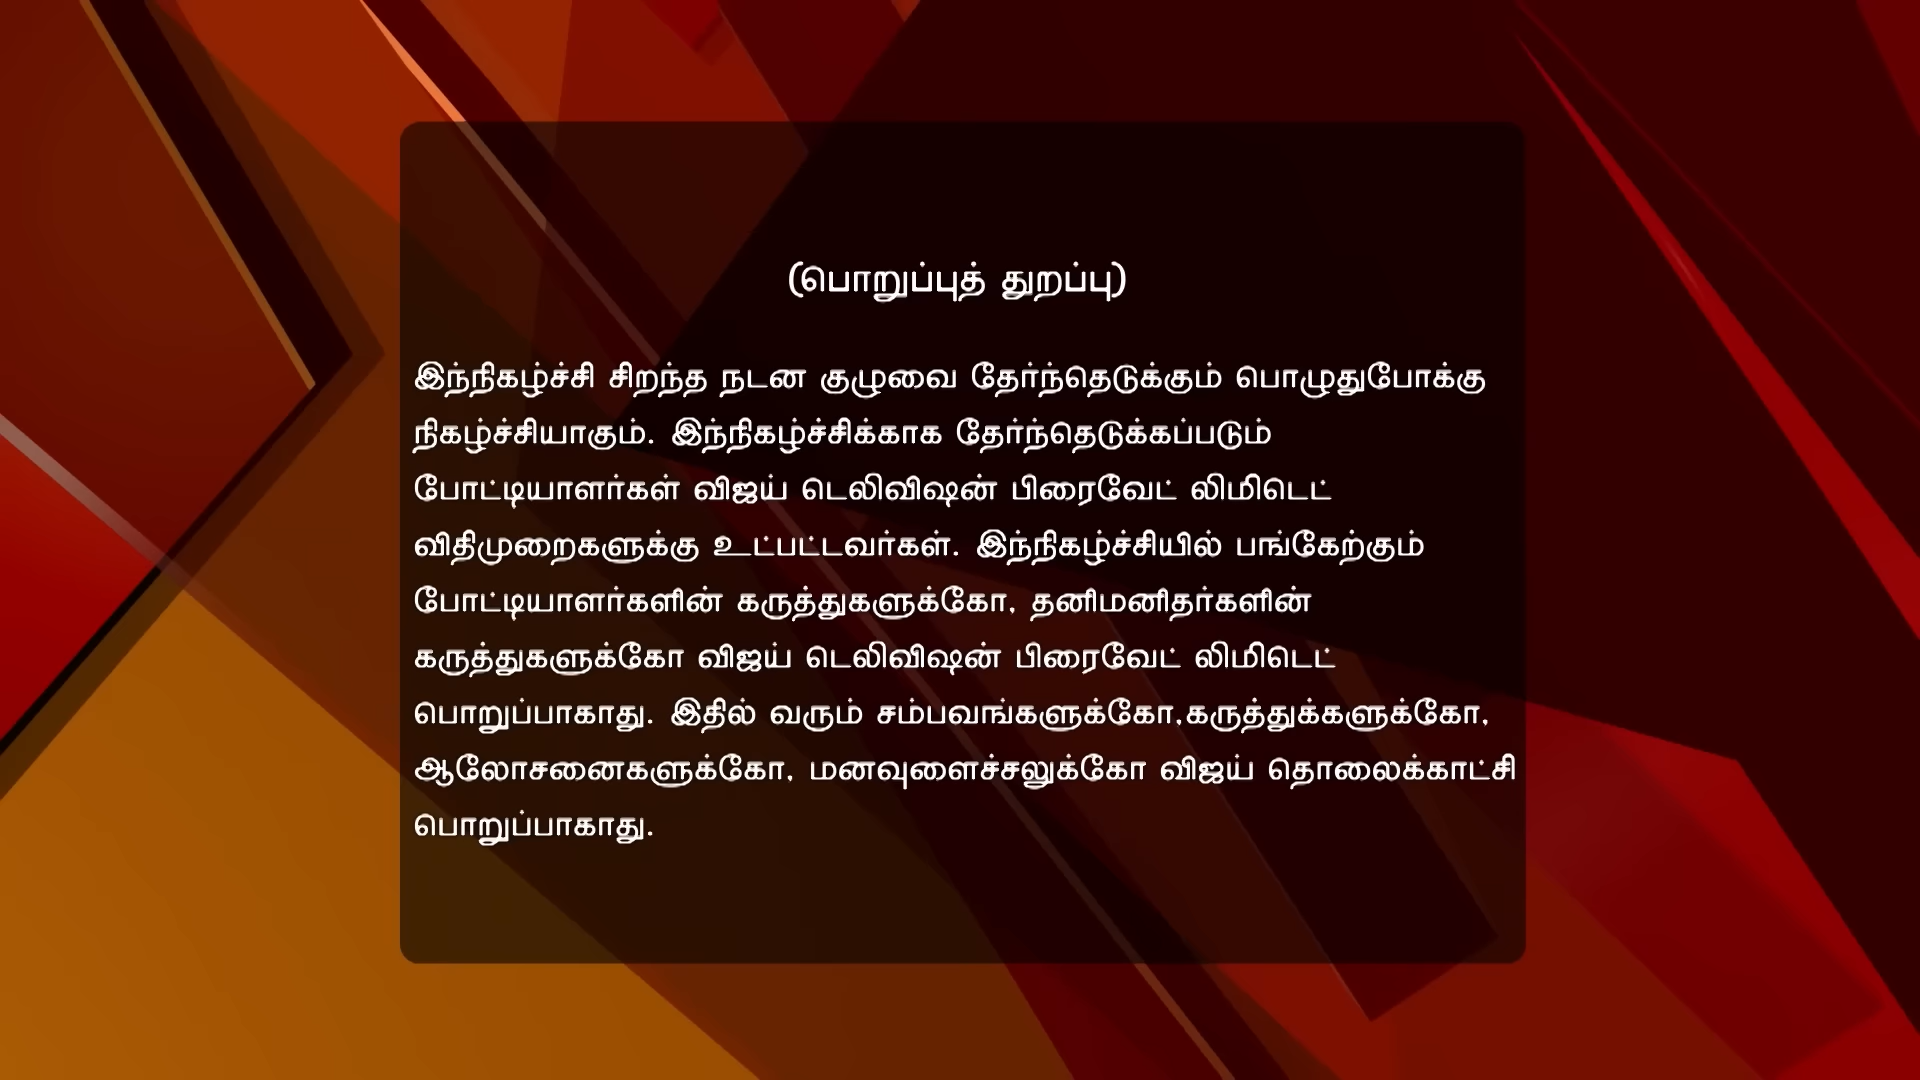 (பொறுப்புத் துறப்பு)
இந்நிகழ்ச்சி சிறந்த நடன குழுவை தேர்ந்தெடுக்கும் பொழுதுபோக்கு
நிகழ்ச்சியாகும். இந்நிகழ்ச்சிக்காக தேர்ந்தெடுக்கப்படும்
போட்டியாளர்கள் விஜய் டெலிவிஷன் பிரைவேட் லிமிடெட்
விதிமுறைகளுக்கு உட்பட்டவர்கள். இந்நிகழ்ச்சியில் பங்கேற்கும்
போட்டியாளர்களின் கருத்துகளுக்கோ, தனிமனிதர்களின்
கருத்துகளுக்கோ விஜய் டெலிவிஷன் பிரைவேட் லிமிடெட்
பொறுப்பாகாது. இதில் வரும் சம்பவங்களுக்கோ,கருத்துக்களுக்கோ,
ஆலோசனைகளுக்கோ, மனவுளைச்சலுக்கோ விஜய் தொலைக்காட்சி
பொறுப்பாகாது.